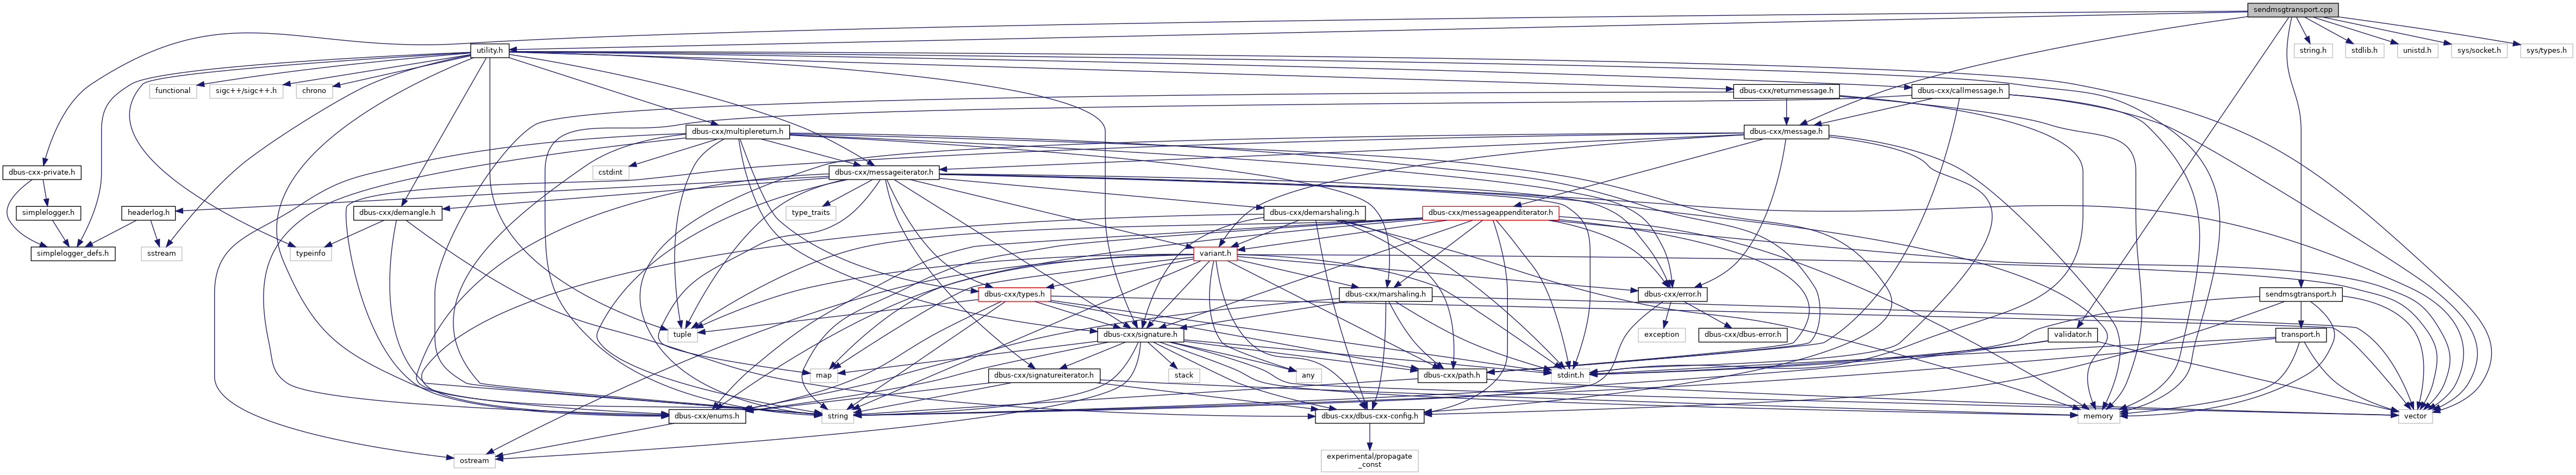 sendmsgtransport.cpp
utility.h
string.h
stdlib.h
unistd.h
sys/socket.h
sys/types.h
functional
sigc++/sigc++.h
chrono
dbus-cxx/returnmessage.h
dbus-cxx/callmessage.h
dbus-cxx/multiplereturn.h
dbus-cxx/message.h
dbus-cxx-private.h
cstdint
dbus-cxx/messageiterator.h
simplelogger.h
headerlog.h
dbus-cxx/demangle.h
type_traits
dbus-cxx/demarshaling.h
dbus-cxx/messageappenditerator.h
simplelogger_defs.h
sstream
typeinfo
variant.h
dbus-cxx/types.h
dbus-cxx/marshaling.h
dbus-cxx/error.h
sendmsgtransport.h
tuple
dbus-cxx/signature.h
exception
dbus-cxx/dbus-error.h
validator.h
transport.h
map
dbus-cxx/signatureiterator.h
stack
any
dbus-cxx/path.h
stdint.h
dbus-cxx/enums.h
string
dbus-cxx/dbus-cxx-config.h
memory
vector
ostream
experimental/propagate
_const